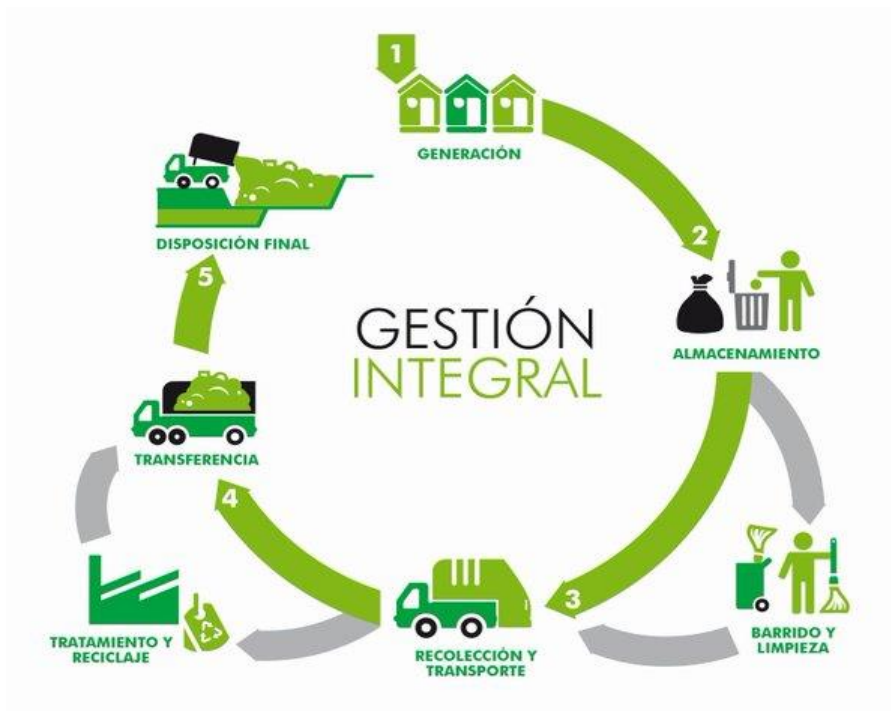 1
GENERACIÓN
2
ALMACENAMIENTO
BARRIDO Y
LIMPIEZA
3
RECOLECCIÓN Y
TRANSPORTE
TRATAMIENTO Y
RECICLAJE
4
TRANSFERENCIA
5
DISPOSICIÓN FINAL
GESTIÓN
INTEGRAL